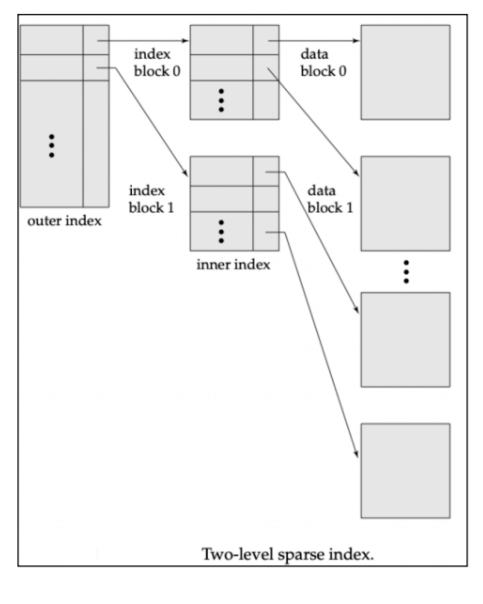 index
block 0
data
block 0
index
block 1
data
block 1
outer index
inner index
Two-level sparse index.